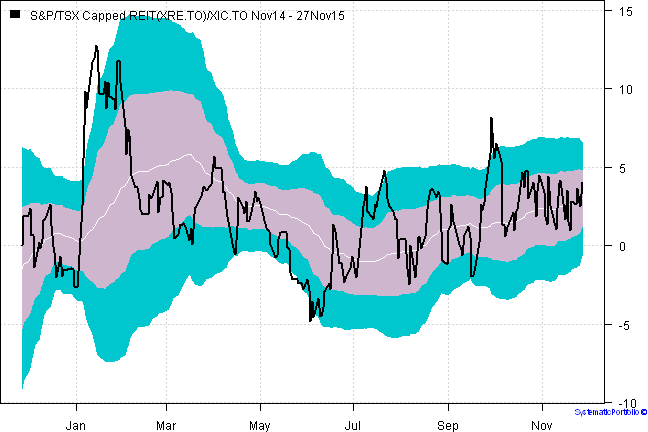 S&P/TSX Capped REIT(XRE.TO)/XIC.TO Nov14 - 27Nov15
15
10
5
0
-5
-10
SystematicPortfolio ©
Jan Mar May Jul Sep Nov